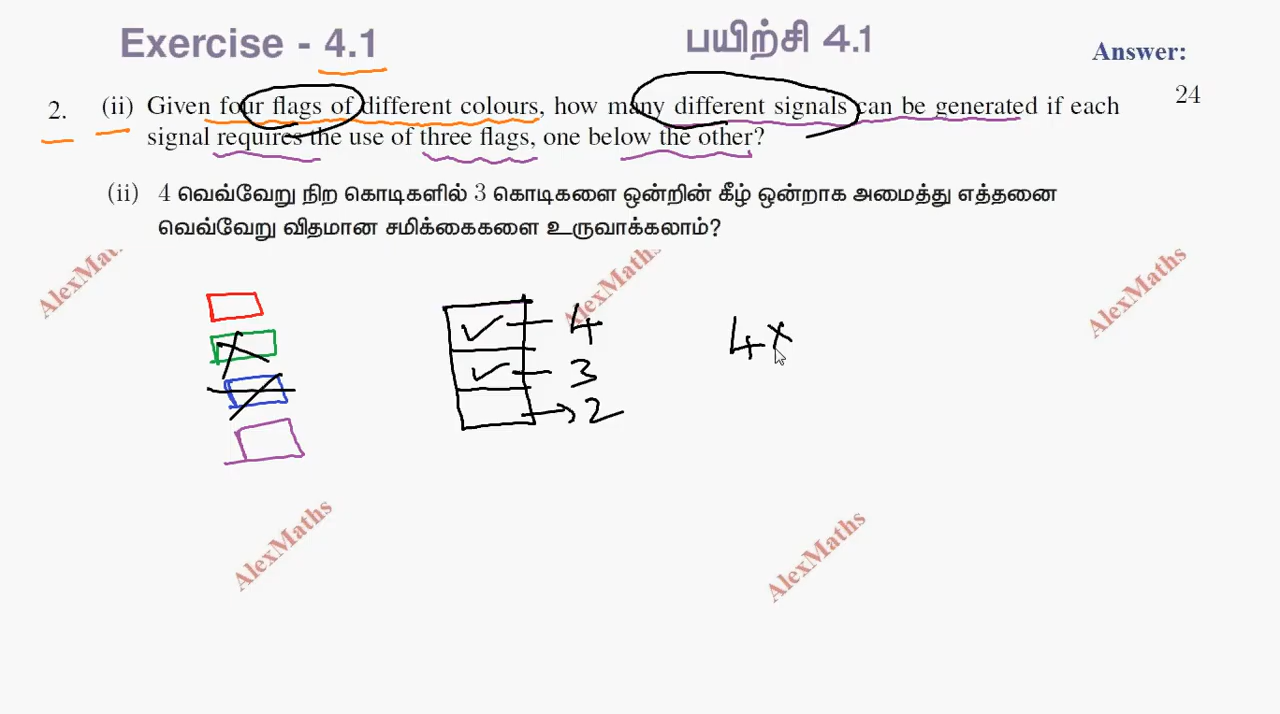 Exercise - 4.1
பயிற்சி 4.1
Answer:
2. (ii) Given four flags of different colours, how many different signals can be generated if each
24
signal requires the use of three flags, one below the other?
(ii) 4 வெவ்வேறு நிற கொடிகளில் 3 கொடிகளை ஒன்றின் கீழ் ஒன்றாக அமைத்து எத்தனை
வெவ்வேறு விதமான சமிக்கைகளை உருவாக்கலாம்?
AlexMaths
AlexMaths
AlexMaths
4
3
2
4×
AlexMaths
AlexMaths